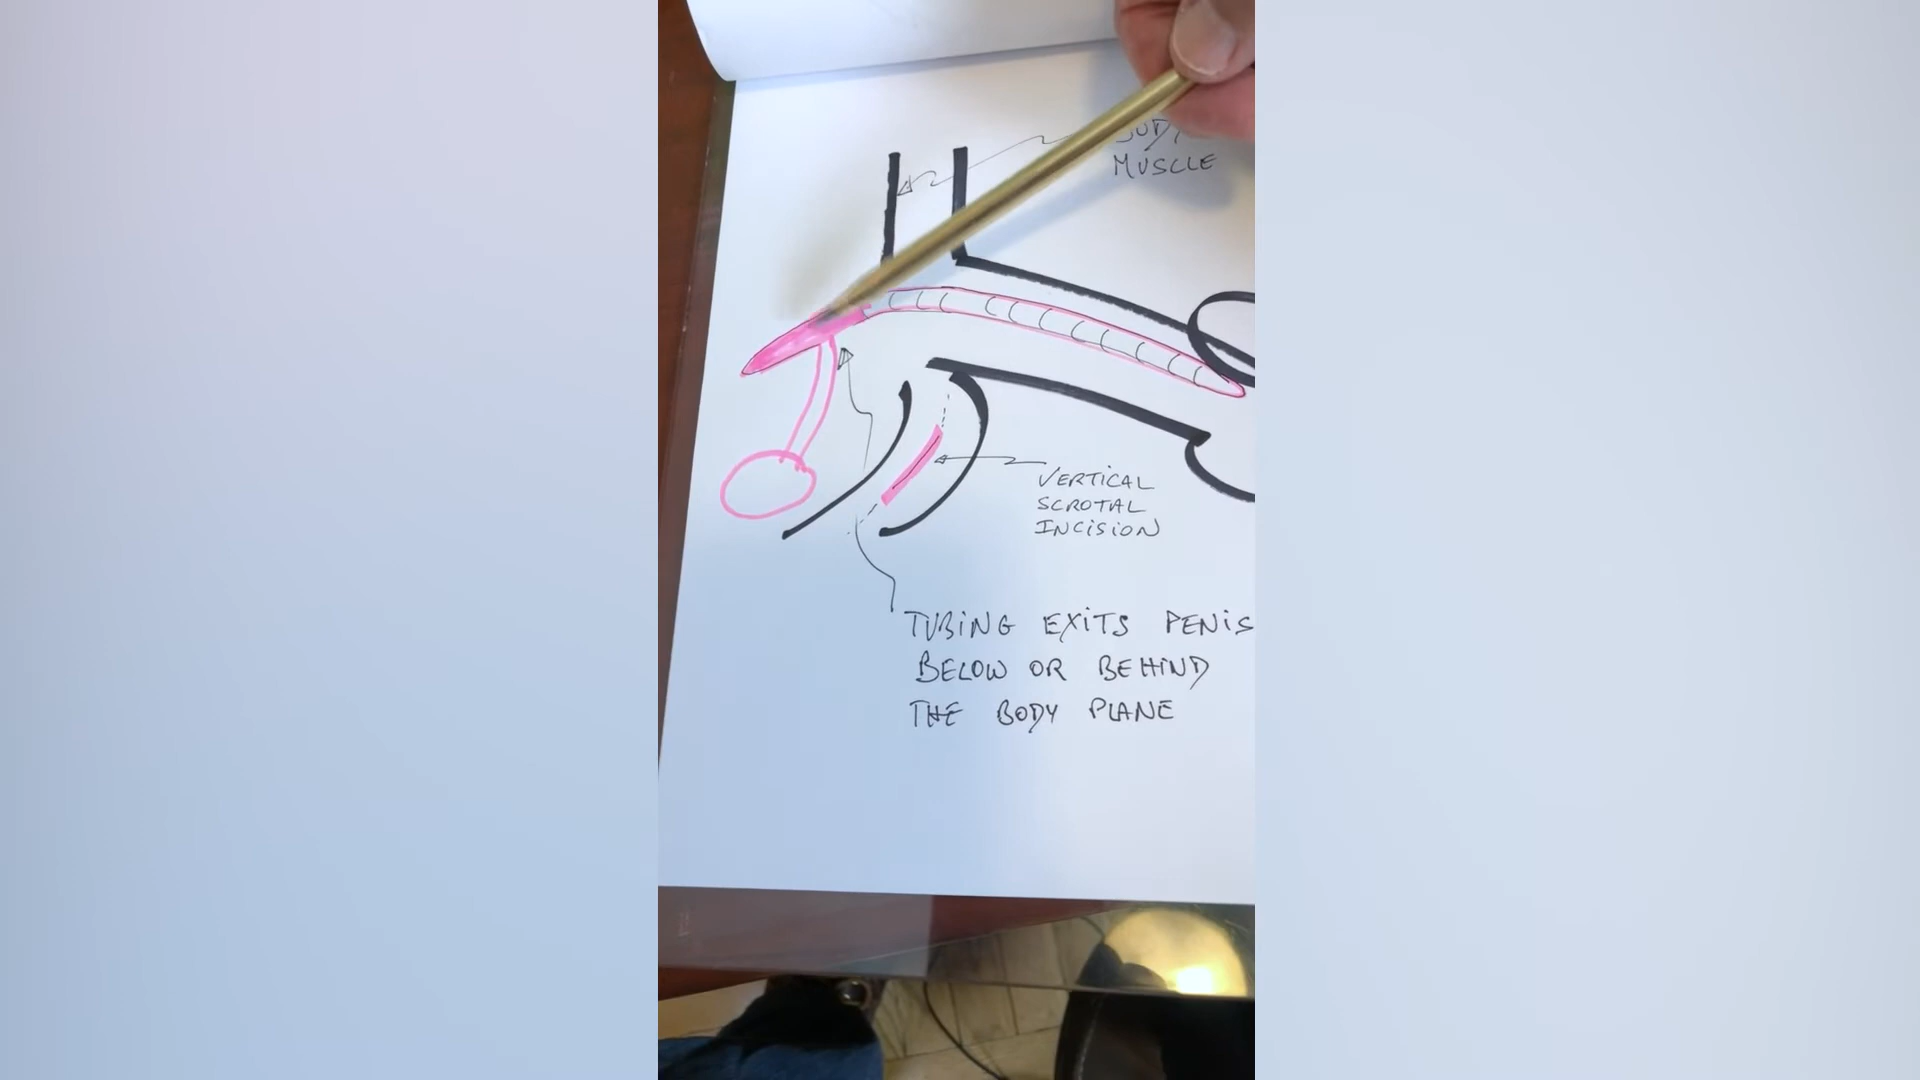 MUSCLE
VERTICAL
SCROTAL
INCISION
TUBING EXITS PENIS
BELOW OR BEHIND
THE BODY PLANE